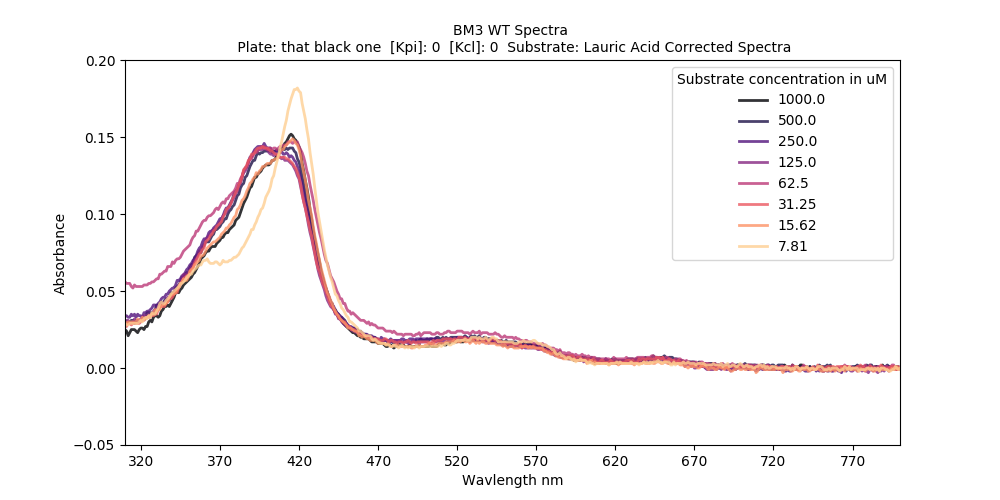 BM3 WT Spectra
Plate: that black one  [Kpi]: 0  [Kcl]: 0  Substrate: Lauric Acid Corrected Spectra
Substrate concentration in uM
1000.0
500.0
250.0
125.0
62.5
31.25
15.62
7.81
0.20
0.15
0.10
0.05
0.00
−0.05
Absorbance
320 370 420 470 520 570 620 670 720 770
Wavlength nm